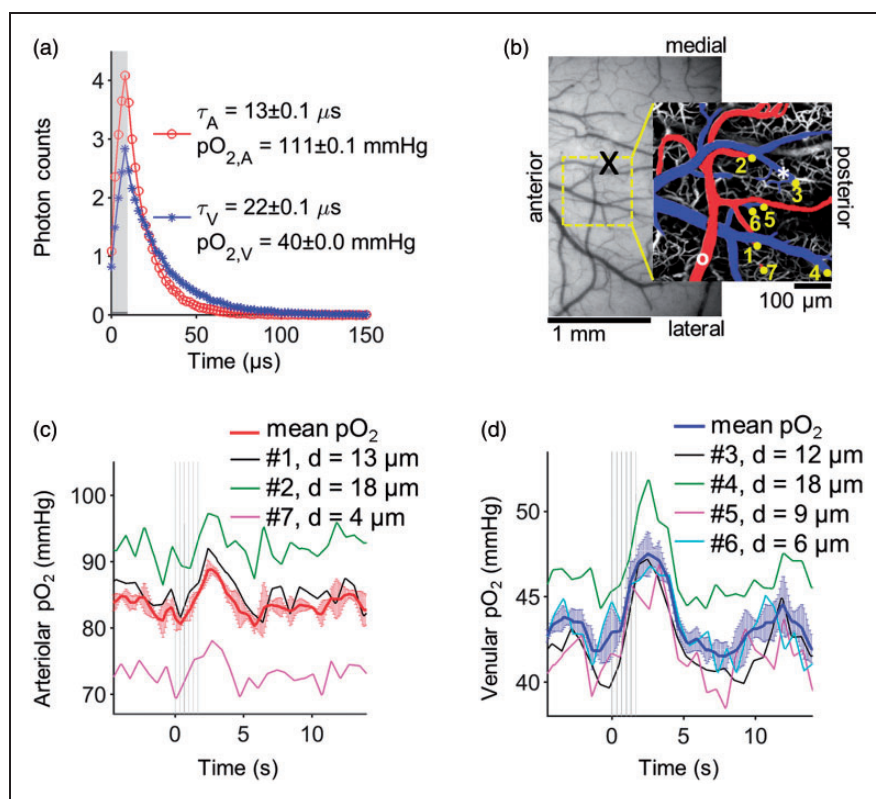 (a)
Photon counts
4
3
2
1
0
τA = 13±0.1 μs
pO2,A = 111±0.1 mmHg
τV = 22±0.1 μs
pO2,V = 40±0.0 mmHg
0 50 100 150
Time (μs)
(b)
medial
anterior
posterior
X
2
*
3
5
6
1
o
7
4
100 μm
1 mm
lateral
(c)
mean pO2
#1, d = 13 μm
#2, d = 18 μm
#7, d = 4 μm
Arteriolar pO2 (mmHg)
100
90
80
70
0 5 10
Time (s)
(d)
mean pO2
#3, d = 12 μm
#4, d = 18 μm
#5, d = 9 μm
#6, d = 6 μm
Venular pO2 (mmHg)
50
45
40
0 5 10
Time (s)